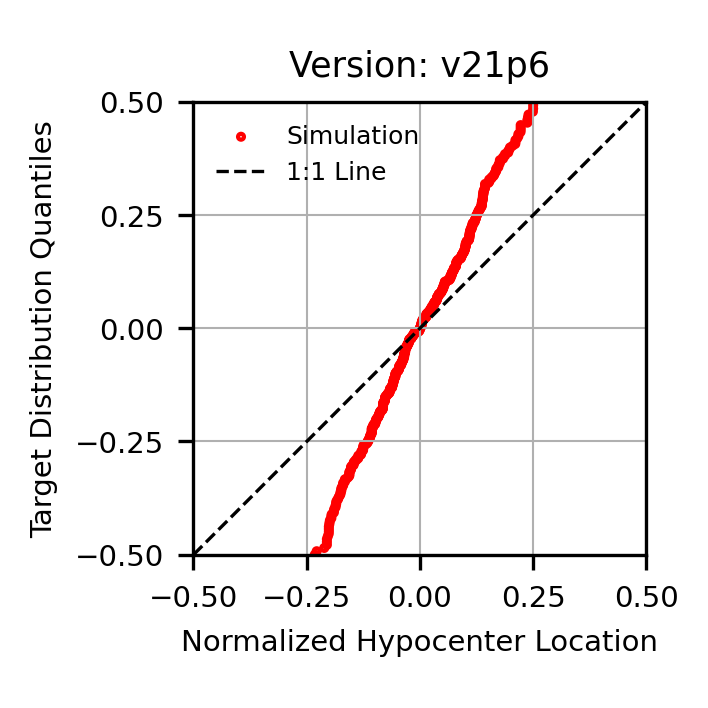 Version: v21p6
Target Distribution Quantiles
0.50
0.25
0.00
−0.25
−0.50
Simulation
1:1 Line
−0.50 −0.25 0.00 0.25 0.50
Normalized Hypocenter Location